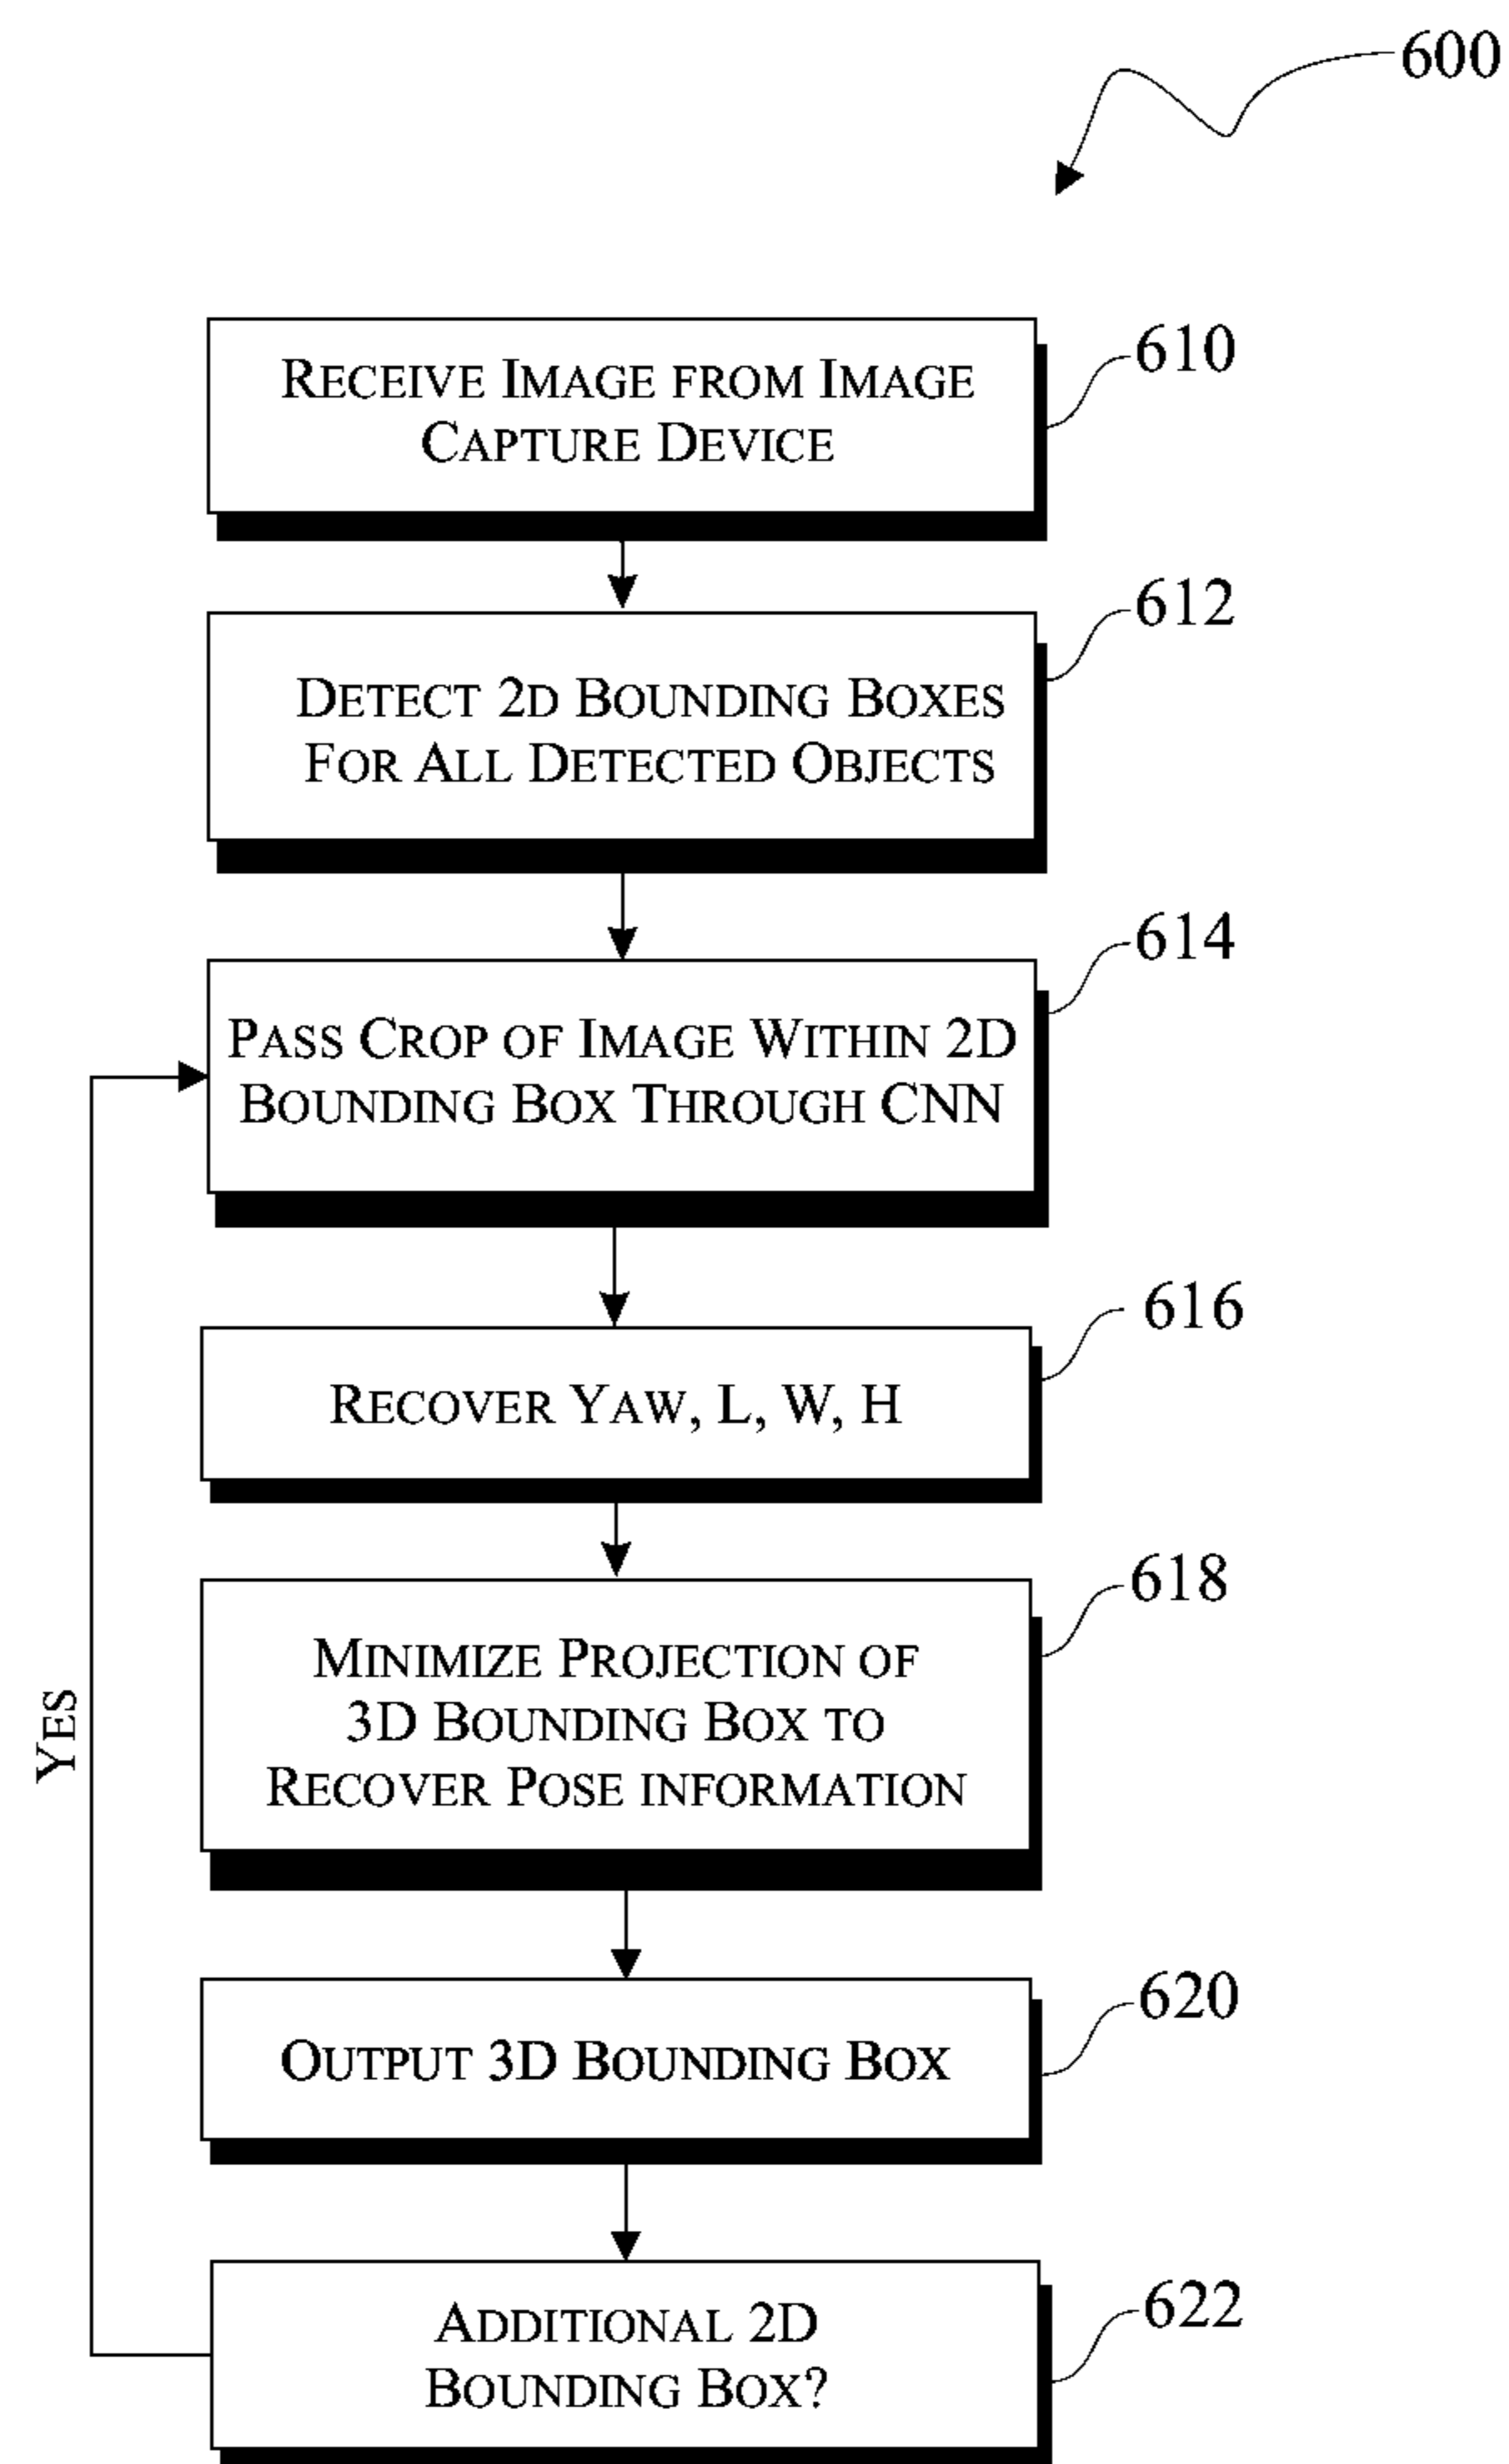 600
RECEIVE IMAGE FROM IMAGE
CAPTURE DEVICE
610
DETECT 2D BOUNDING BOXES
FOR ALL DETECTED OBJECTS
612
PASS CROP OF IMAGE WITHIN 2D
BOUNDING BOX THROUGH CNN
614
RECOVER YAW, L, W, H
616
MINIMIZE PROJECTION OF
3D BOUNDING BOX TO
RECOVER POSE INFORMATION
618
YES
OUTPUT 3D BOUNDING BOX
620
ADDITIONAL 2D
BOUNDING BOX?
622